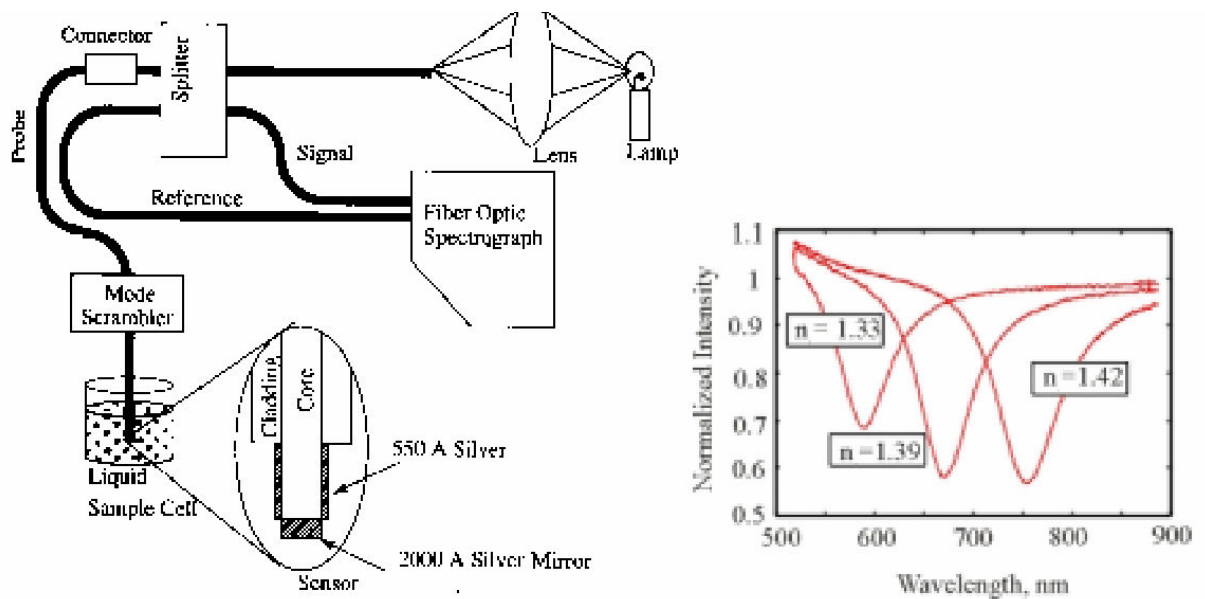 Connector
Splitter
Probe
Signal
Lens
Lamp
Reference
Fiber Optic
Spectrograph
Mode
Scrambler
Cladding
Core
550 A Silver
Liquid
Sample Cell
2000 A Silver Mirror
Sensor
1.1
1
0.9
0.8
0.7
0.6
0.5
Normalized Intensity
n = 1.33
n=1.42
n=1.39
500
600
700
800
900
Wavelength, nm